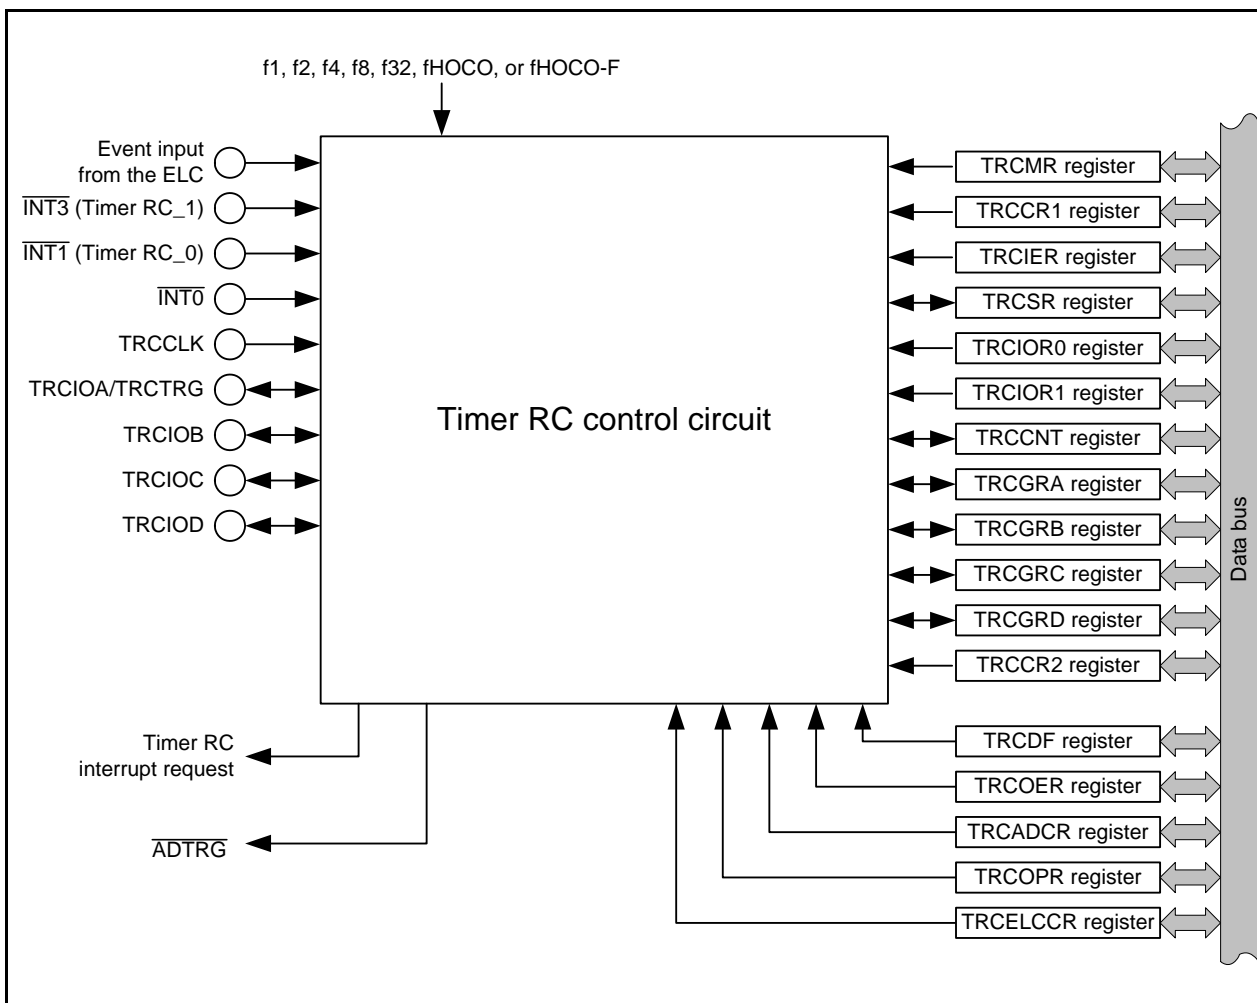 f1, f2, f4, f8, f32, fHOCO, or fHOCO-F
Event input
from the ELC
INT3 (Timer RC_1)
INT1 (Timer RC_0)
INT0
TRCCLK
TRCIOA/TRCTRG
TRCIOB
TRCIOC
TRCIOD
Timer RC control circuit
Timer RC
interrupt request
ADTRG
TRCMR register
TRCCR1 register
TRCIER register
TRCSR register
TRCIOR0 register
TRCIOR1 register
TRCCNT register
TRCGRA register
TRCGRB register
TRCGRC register
TRCGRD register
TRCCR2 register
TRCDF register
TRCOER register
TRCADCR register
TRCOPR register
TRCELCCR register
Data bus